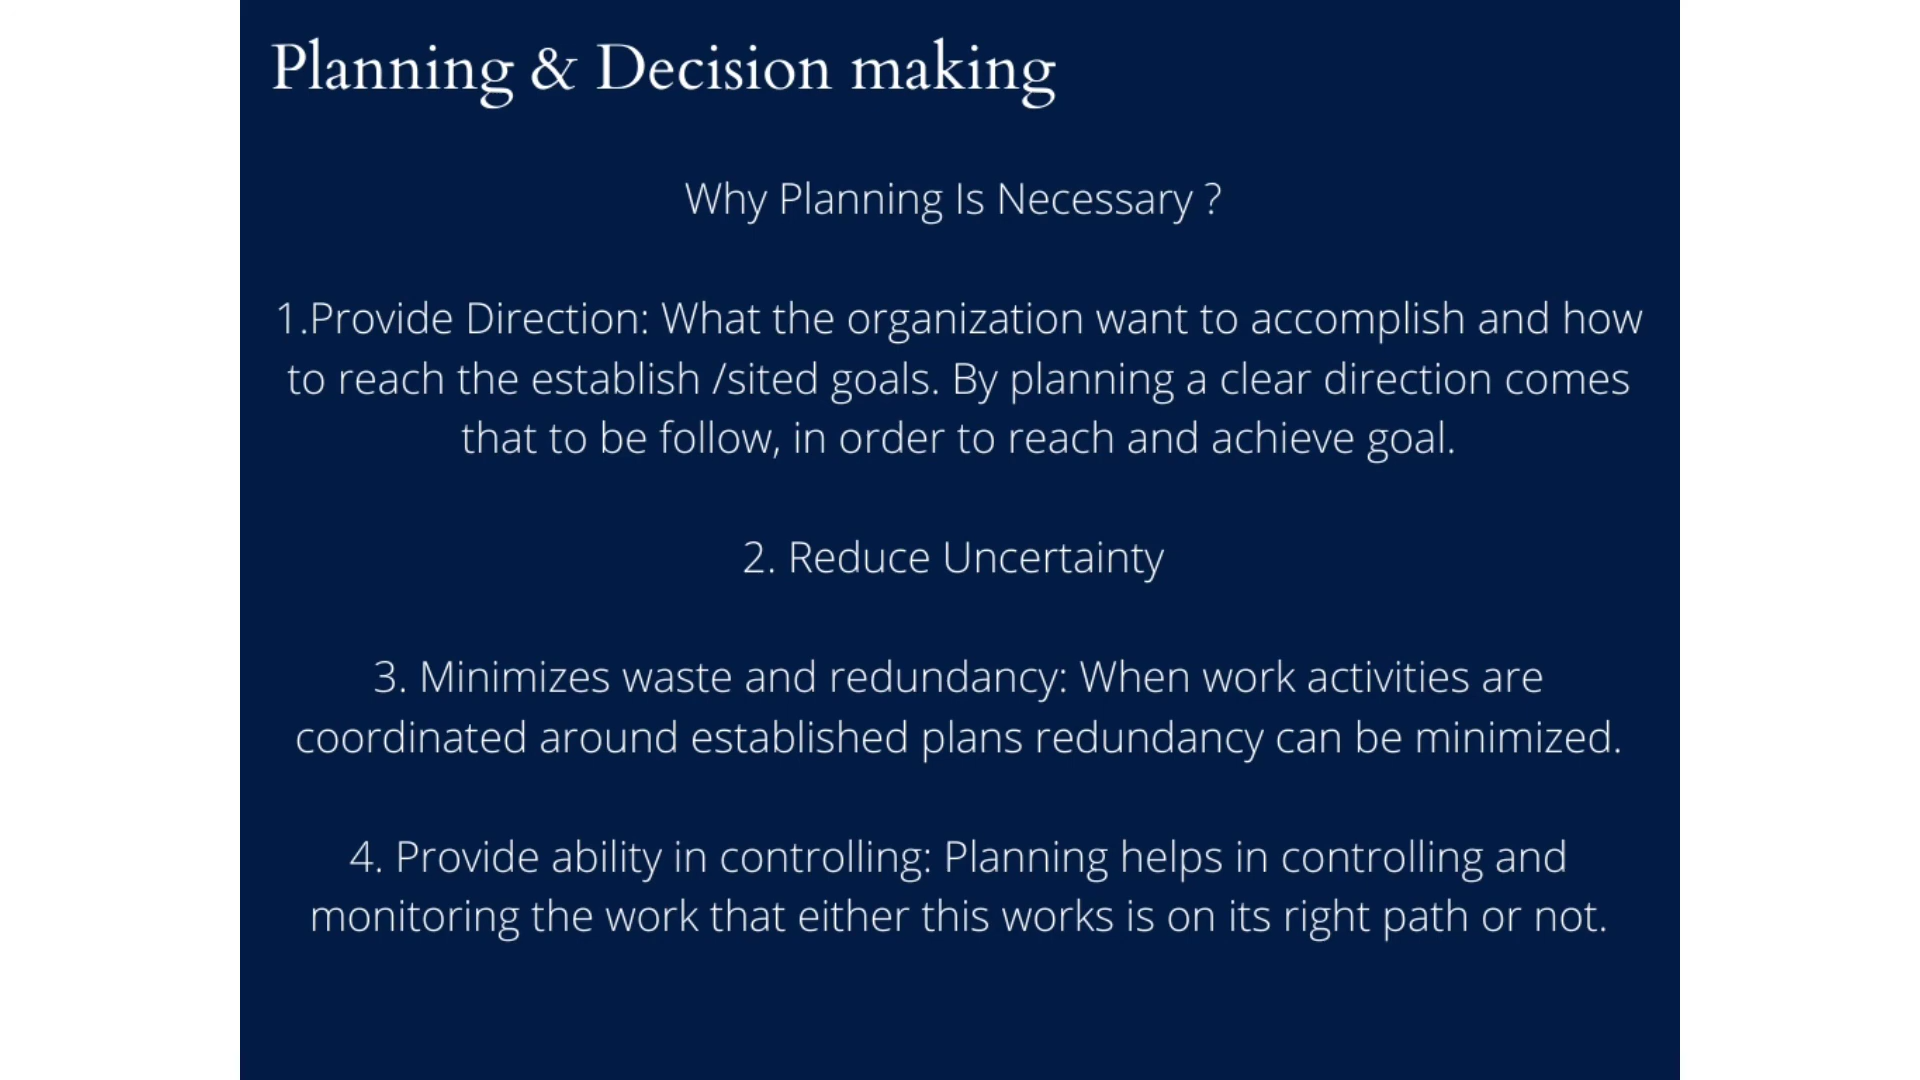 Planning & Decision making
Why Planning Is Necessary ?
1.Provide Direction: What the organization want to accomplish and how
to reach the establish /sited goals. By planning a clear direction comes
that to be follow, in order to reach and achieve goal.
2. Reduce Uncertainty
3. Minimizes waste and redundancy: When work activities are
coordinated around established plans redundancy can be minimized.
4. Provide ability in controlling: Planning helps in controlling and
monitoring the work that either this works is on its right path or not.